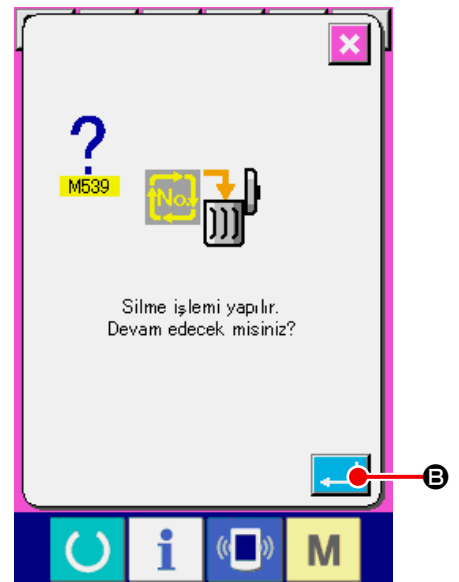 ?
M539
No.
Silme işlemi yapılır.
Devam edecek misiniz?
B
i
M